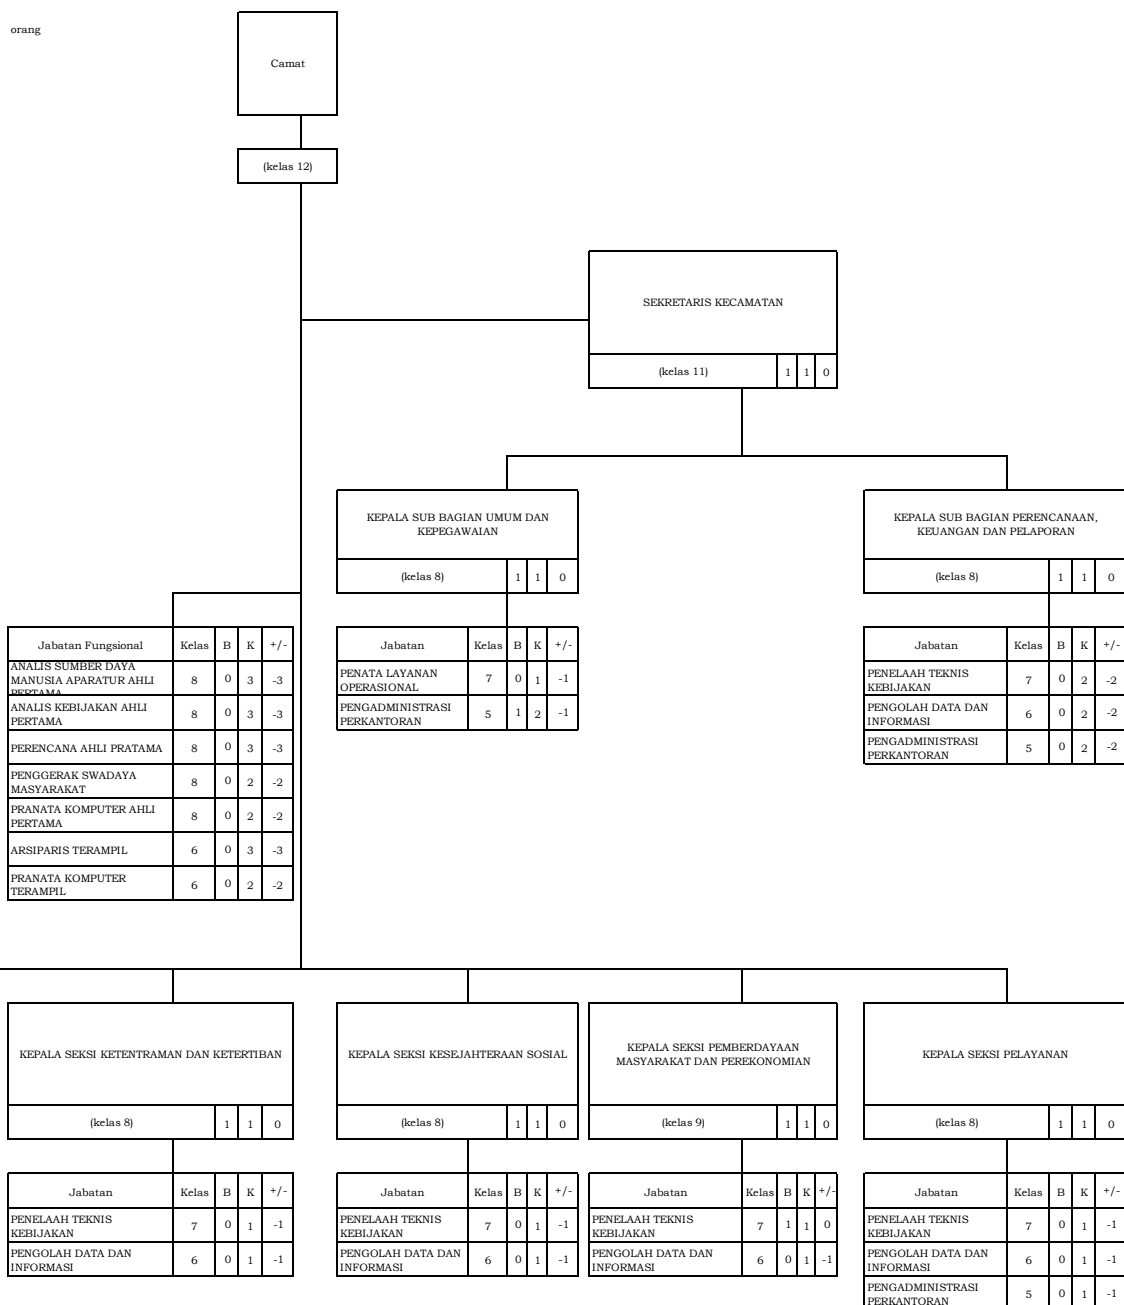 orang
Camat
(kelas 12)
SEKRETARIS KECAMATAN
(kelas 11) 1 1 0
KEPALA SUB BAGIAN UMUM DAN
KEPEGAWAIAN
(kelas 8) 1 1 0
KEPALA SUB BAGIAN PERENCANAAN,
KEUANGAN DAN PELAPORAN
(kelas 8) 1 1 0
Jabatan Fungsional Kelas B K +/-
ANALIS SUMBER DAYA
MANUSIA APARATUR AHLI
PERTAMA
8 0 3 -3
ANALIS KEBIJAKAN AHLI
PERTAMA
8 0 3 -3
PERENCANA AHLI PRATAMA 8 0 3 -3
PENGGERAK SWADAYA
MASYARAKAT
8 0 2 -2
PRANATA KOMPUTER AHLI
PERTAMA
8 0 2 -2
ARSIPARIS TERAMPIL 6 0 3 -3
PRANATA KOMPUTER
TERAMPIL
6 0 2 -2
Jabatan Kelas B K +/-
PENATA LAYANAN
OPERASIONAL
7 0 1 -1
PENGADMINISTRASI
PERKANTORAN
5 1 2 -1
Jabatan Kelas B K +/-
PENELAAH TEKNIS
KEBIJAKAN
7 0 2 -2
PENGOLAH DATA DAN
INFORMASI
6 0 2 -2
PENGADMINISTRASI
PERKANTORAN
5 0 2 -2
KEPALA SEKSI KETENTRAMAN DAN KETERTIBAN
(kelas 8) 1 1 0
Jabatan Kelas B K +/-
PENELAAH TEKNIS
KEBIJAKAN
7 0 1 -1
PENGOLAH DATA DAN
INFORMASI
6 0 1 -1
KEPALA SEKSI KESEJAHTERAAN SOSIAL
(kelas 8) 1 1 0
Jabatan Kelas B K +/-
PENELAAH TEKNIS
KEBIJAKAN
7 0 1 -1
PENGOLAH DATA DAN
INFORMASI
6 0 1 -1
KEPALA SEKSI PEMBERDAYAAN
MASYARAKAT DAN PEREKONOMIAN
(kelas 9) 1 1 0
Jabatan Kelas B K +/-
PENELAAH TEKNIS
KEBIJAKAN
7 1 1 0
PENGOLAH DATA DAN
INFORMASI
6 0 1 -1
KEPALA SEKSI PELAYANAN
(kelas 8) 1 1 0
Jabatan Kelas B K +/-
PENELAAH TEKNIS
KEBIJAKAN
7 0 1 -1
PENGOLAH DATA DAN
INFORMASI
6 0 1 -1
PENGADMINISTRASI
PERKANTORAN
5 0 1 -1